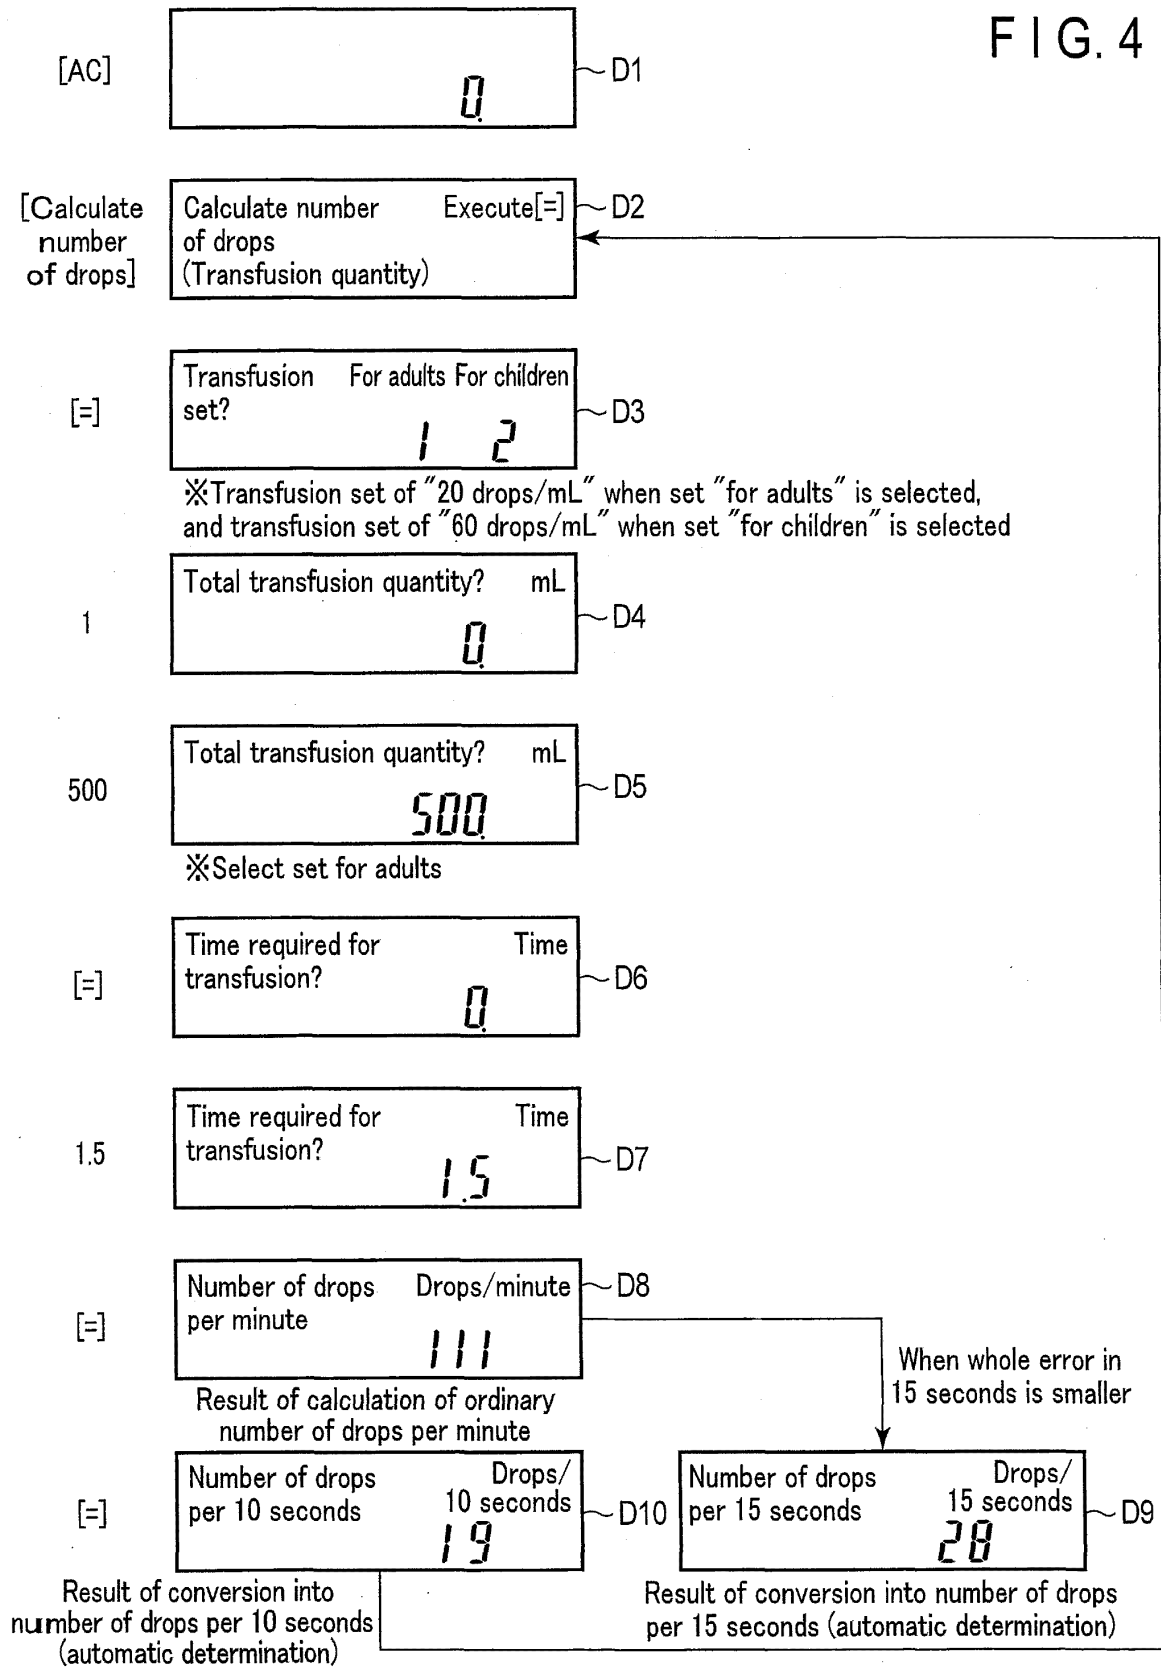 FIG. 4
[AC]
0.
D1
[Calculate
number
of drops]
Calculate number Execute[=]
of drops
(Transfusion quantity)
D2
[=]
Transfusion For adults For children
set?
1 2
D3
※Transfusion set of "20 drops/mL" when set "for adults" is selected,
and transfusion set of "60 drops/mL" when set "for children" is selected
1
Total transfusion quantity? mL
0.
D4
500
Total transfusion quantity? mL
500.
D5
※Select set for adults
[=]
Time required for Time
transfusion?
0.
D6
1.5
Time required for Time
transfusion?
1.5
D7
[=]
Number of drops Drops/minute
per minute
111
D8
Result of calculation of ordinary
number of drops per minute
When whole error in
15 seconds is smaller
[=]
Number of drops Drops/
per 10 seconds 10 seconds
19
D10
Result of conversion into
number of drops per 10 seconds
(automatic determination)
Number of drops Drops/
per 15 seconds 15 seconds
28
D9
Result of conversion into number of drops
per 15 seconds (automatic determination)